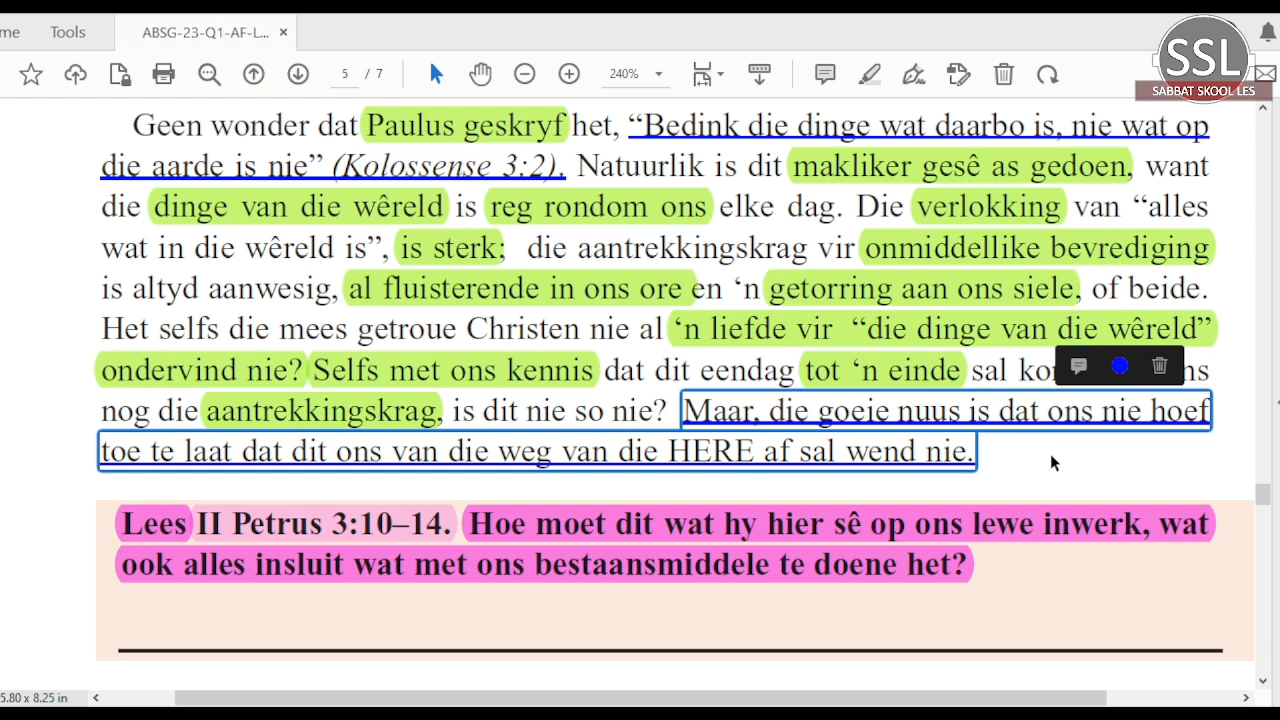 me Tools ABSG-23-Q1-AF-L... ×
SSL
SABBAT SKOOL LES
5 / 7 240%
Geen wonder dat Paulus geskryf het, “Bedink die dinge wat daarbo is, nie wat op
die aarde is nie” (Kolossense 3:2). Natuurlik is dit makliker gesê as gedoen, want
die dinge van die wêreld is reg rondom ons elke dag. Die verlokking van “alles
wat in die wêreld is”, is sterk; die aantrekkingskrag vir onmiddellike bevrediging
is altyd aanwesig, al fluisterende in ons ore en ‘n getorring aan ons siele, of beide.
Het selfs die mees getroue Christen nie al ‘n liefde vir “die dinge van die wêreld”
ondervind nie? Selfs met ons kennis dat dit eendag tot ‘n einde sal
nog die aantrekkingskrag, is dit nie so nie? Maar, die goeie nuus is dat ons nie hoef
toe te laat dat dit ons van die weg van die HERE af sal wend nie.
Lees II Petrus 3:10–14. Hoe moet dit wat hy hier sê op ons lewe inwerk, wat
ook alles insluit wat met ons bestaansmiddele te doene het?
5.80 x 8.25 in